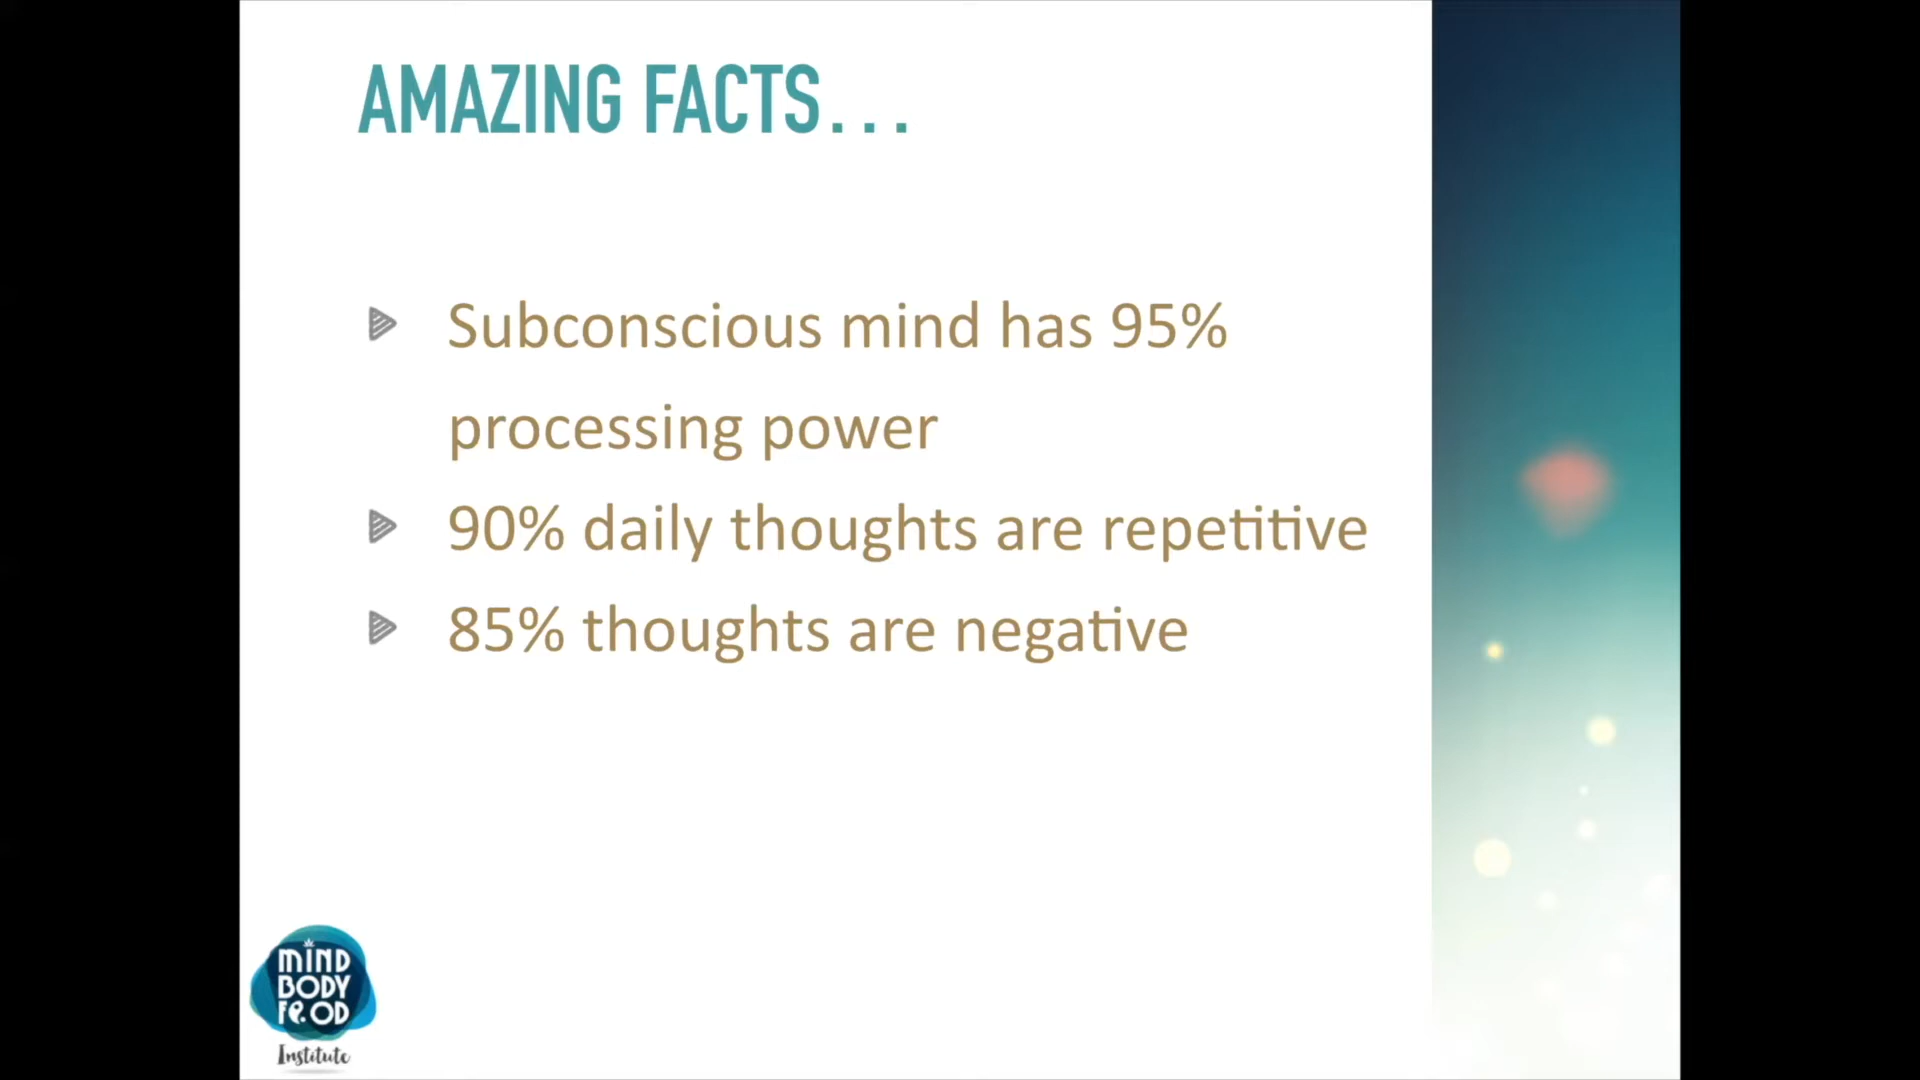 AMAZING FACTS...
Subconscious mind has 95%
processing power
90% daily thoughts are repetitive
85% thoughts are negative
MIND
BODY
FOOD
Institute